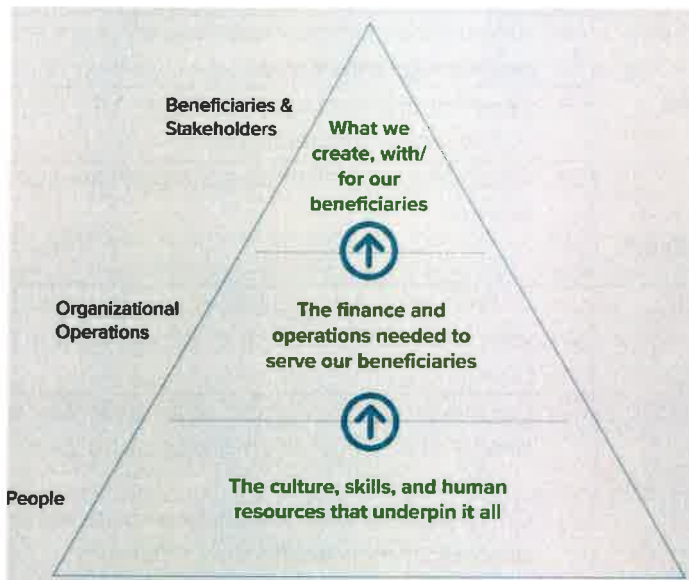 Beneficiaries &
Stakeholders
What we
create, with/
for our
beneficiaries
Organizational
Operations
The finance and
operations needed to
serve our beneficiaries
People
The culture, skills, and human
resources that underpin it all